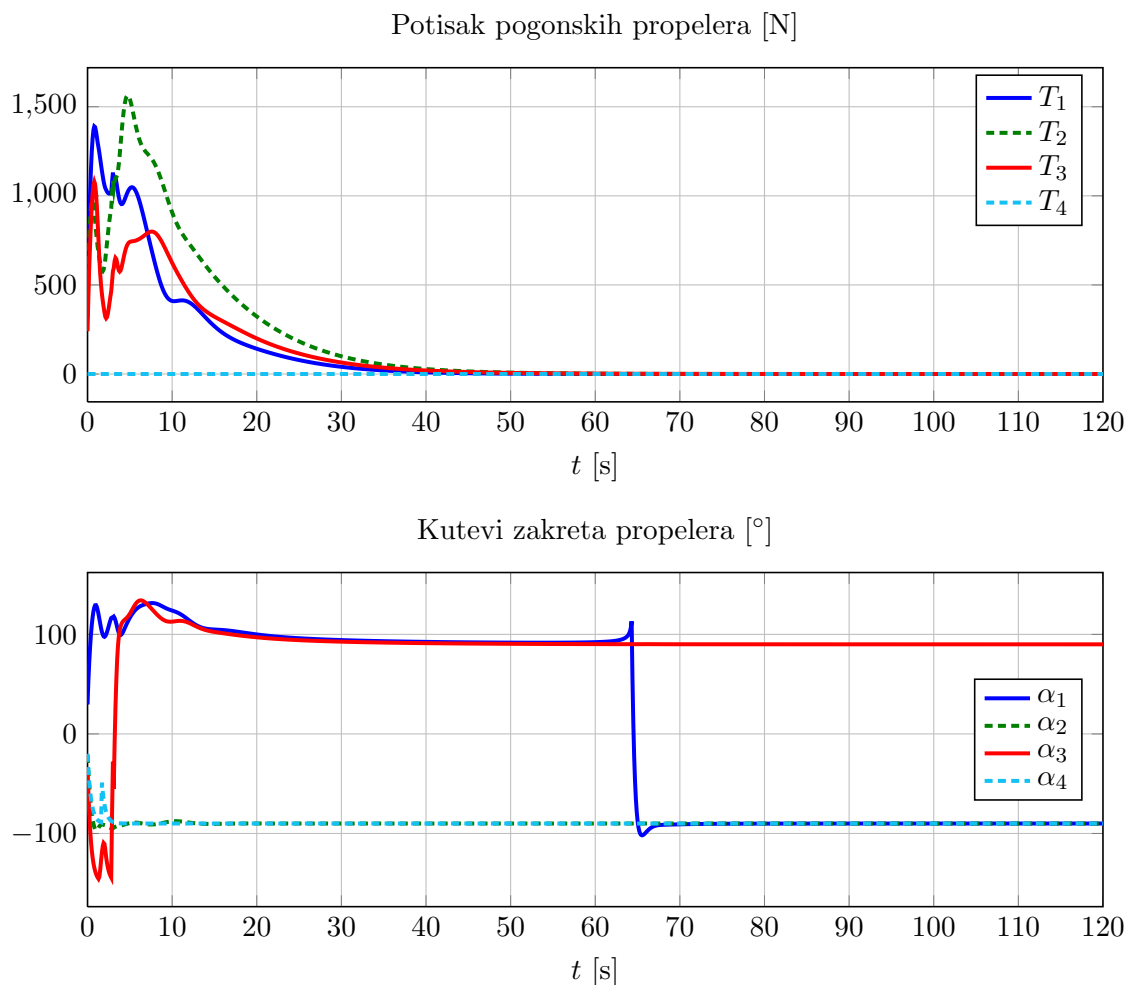 Potisak pogonskih propelera [N]
1,500
1,000
500
0
T₁
T₂
T₃
T₄
0 10 20 30 40 50 60 70 80 90 100 110 120
t [s]
Kutevi zakreta propelera [°]
100
0
−100
α₁
α₂
α₃
α₄
0 10 20 30 40 50 60 70 80 90 100 110 120
t [s]